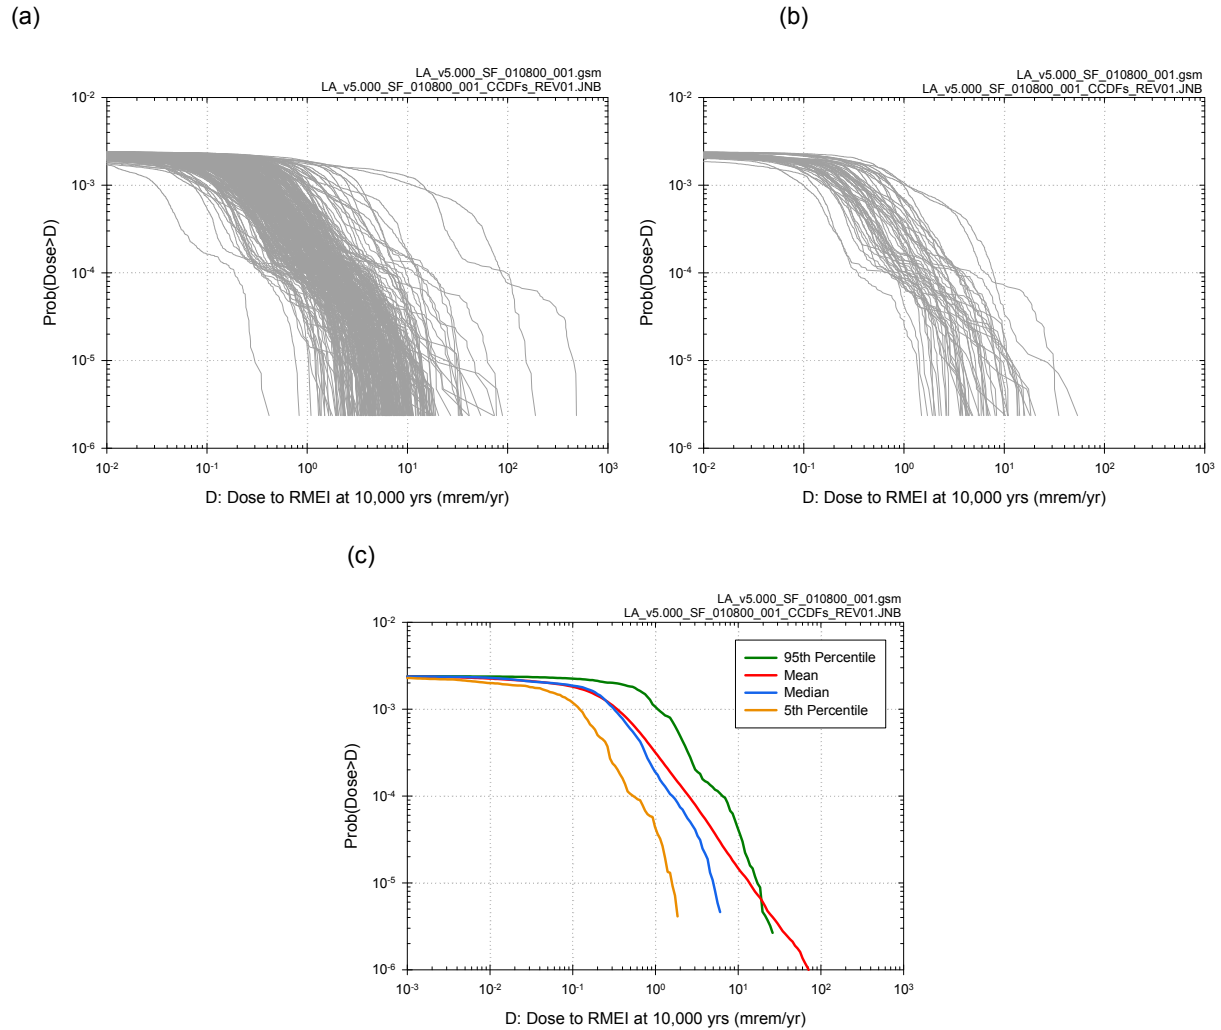 (a)
LA_v5.000_SF_010800_001.gsm
LA_v5.000_SF_010800_001_CCDFs_REV01.JNB
Prob(Dose>D)
10⁻²
10⁻³
10⁻⁴
10⁻⁵
10⁻⁶
10⁻² 10⁻¹ 10⁰ 10¹ 10² 10³
D: Dose to RMEI at 10,000 yrs (mrem/yr)
(b)
LA_v5.000_SF_010800_001.gsm
LA_v5.000_SF_010800_001_CCDFs_REV01.JNB
Prob(Dose>D)
10⁻²
10⁻³
10⁻⁴
10⁻⁵
10⁻⁶
10⁻² 10⁻¹ 10⁰ 10¹ 10² 10³
D: Dose to RMEI at 10,000 yrs (mrem/yr)
(c)
LA_v5.000_SF_010800_001.gsm
LA_v5.000_SF_010800_001_CCDFs_REV01.JNB
Prob(Dose>D)
10⁻²
10⁻³
10⁻⁴
10⁻⁵
10⁻⁶
95th Percentile
Mean
Median
5th Percentile
10⁻³ 10⁻² 10⁻¹ 10⁰ 10¹ 10² 10³
D: Dose to RMEI at 10,000 yrs (mrem/yr)